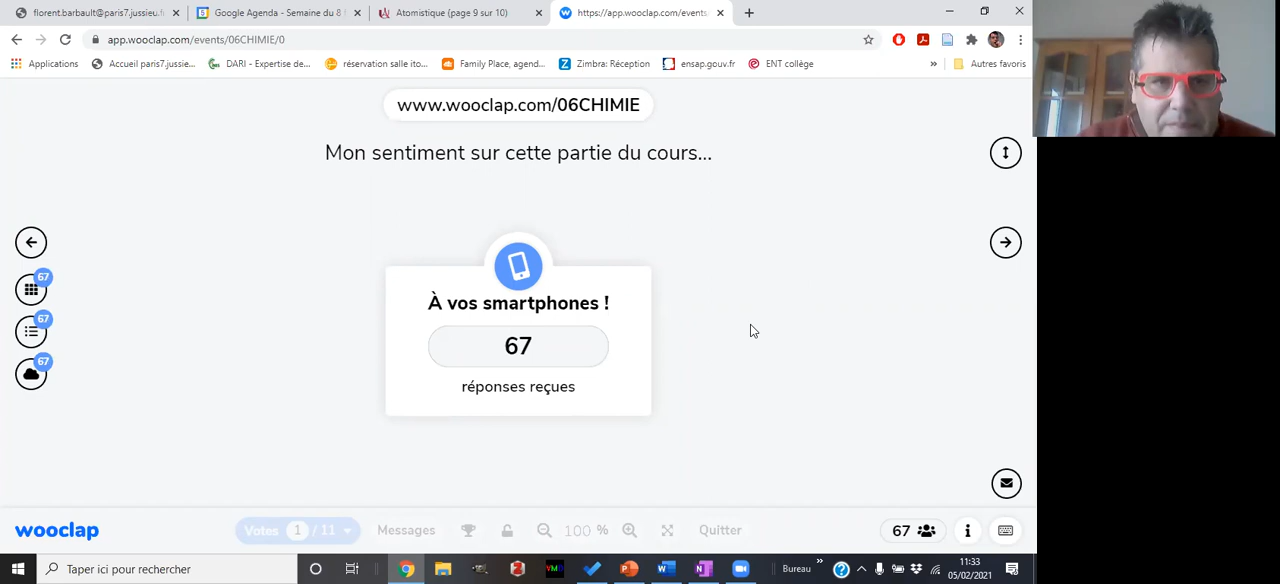 florent.barbault@paris7.jussieu.f
Google Agenda - Semaine du 8
Atomistique (page 9 sur 10)
https://app.wooclap.com/events
app.wooclap.com/events/06CHIMIE/0
Applications
Accueil paris7.jussie...
DARI - Expertise de...
réservation salle ito...
Family Place, agend...
Zimbra: Réception
ensap.gouv.fr
ENT collège
»
Autres favoris
www.wooclap.com/06CHIMIE
Mon sentiment sur cette partie du cours...
67
67
67
À vos smartphones !
67
réponses reçues
wooclap
Votes 1 / 11
Messages
100 %
Quitter
67
Taper ici pour rechercher
Bureau
»
11:33
05/02/2021